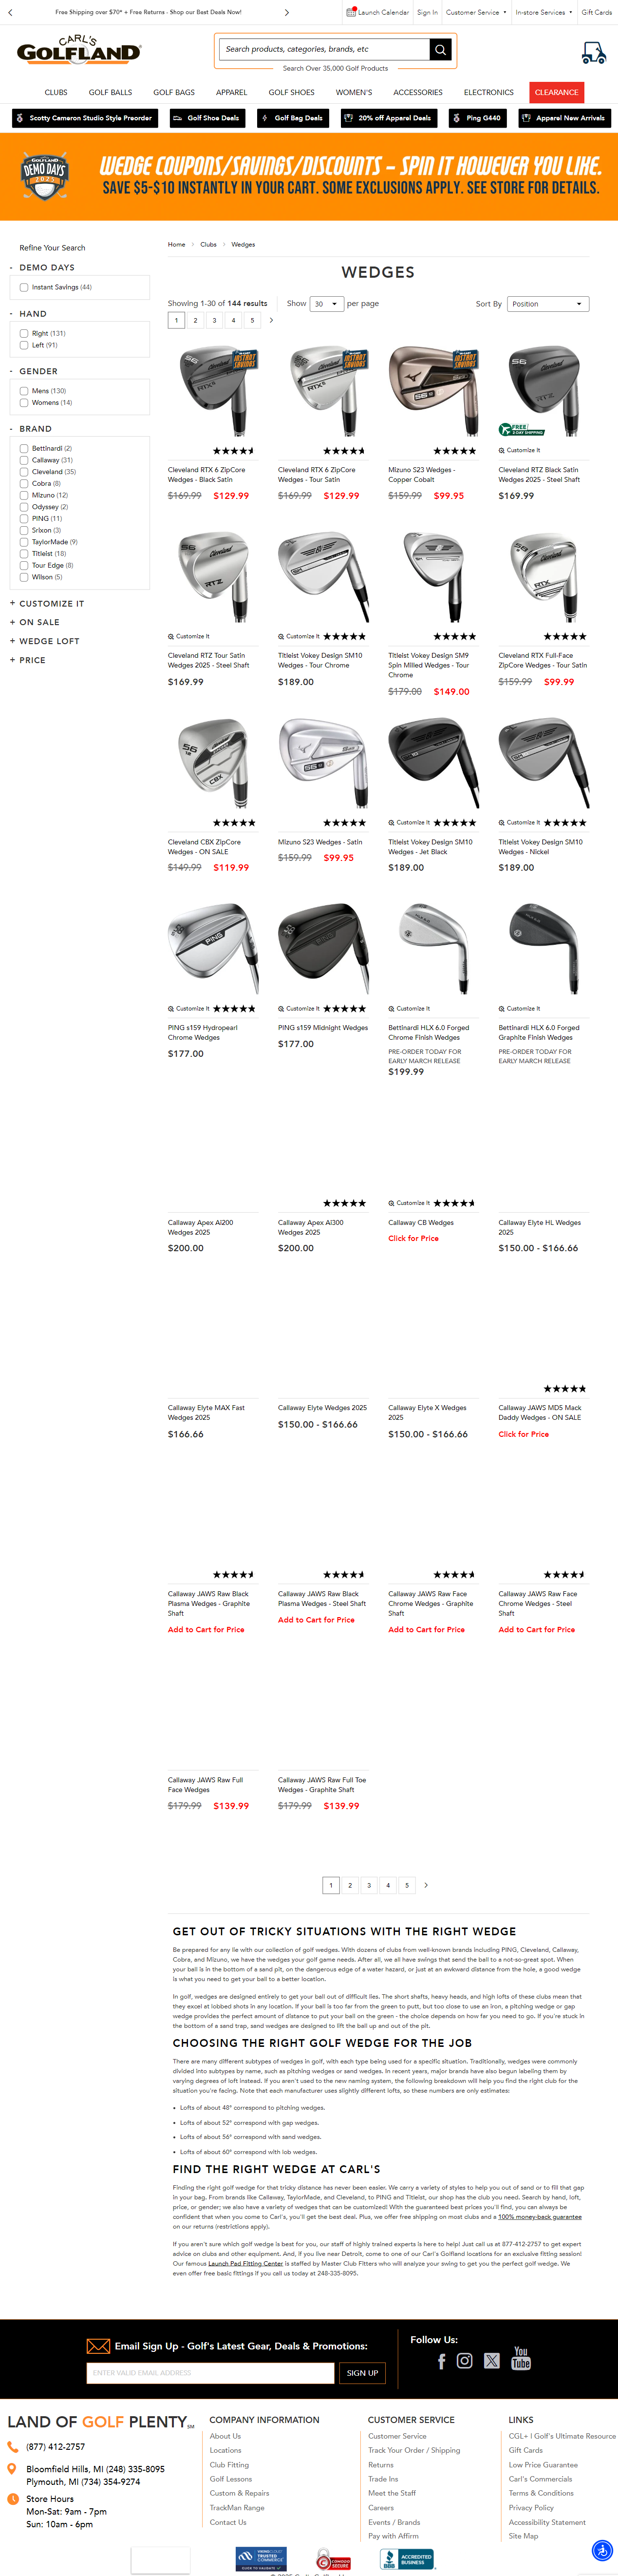 Free Shipping over $70* + Free Returns - Shop our Best Deals Now!
Launch Calendar
Sign In
Customer Service
In-store Services
Gift Cards
CARL'S
GOLFLAND
Search products, categories, brands, etc
Search Over 35,000 Golf Products
CLUBS
GOLF BALLS
GOLF BAGS
APPAREL
GOLF SHOES
WOMEN'S
ACCESSORIES
ELECTRONICS
CLEARANCE
Scotty Cameron Studio Style Preorder
Golf Shoe Deals
Golf Bag Deals
20% off Apparel Deals
Ping G440
Apparel New Arrivals
GOLFLAND
DEMO DAYS
2025
WEDGE COUPONS/SAVINGS/DISCOUNTS – SPIN IT HOWEVER YOU LIKE.
SAVE $5-$10 INSTANTLY IN YOUR CART. SOME EXCLUSIONS APPLY. SEE STORE FOR DETAILS.
Refine Your Search
- DEMO DAYS
Instant Savings (44)
- HAND
Right (131)
Left (91)
- GENDER
Mens (130)
Womens (14)
- BRAND
Bettinardi (2)
Callaway (31)
Cleveland (35)
Cobra (8)
Mizuno (12)
Odyssey (2)
PING (11)
Srixon (3)
TaylorMade (9)
Titleist (18)
Tour Edge (8)
Wilson (5)
+ CUSTOMIZE IT
+ ON SALE
+ WEDGE LOFT
+ PRICE
Home > Clubs > Wedges
WEDGES
Showing 1-30 of 144 results
Show 30 per page
Sort By Position
1 2 3 4 5 >
INSTANT SAVINGS
INSTANT SAVINGS
INSTANT SAVINGS
FREE
2 DAY SHIPPING
Customize It
Cleveland RTX 6 ZipCore
Wedges - Black Satin
$169.99 $129.99
Cleveland RTX 6 ZipCore
Wedges - Tour Satin
$169.99 $129.99
Mizuno S23 Wedges -
Copper Cobalt
$159.99 $99.95
Cleveland RTZ Black Satin
Wedges 2025 - Steel Shaft
$169.99
Customize It
Cleveland RTZ Tour Satin
Wedges 2025 - Steel Shaft
$169.99
Customize It
Titleist Vokey Design SM10
Wedges - Tour Chrome
$189.00
Titleist Vokey Design SM9
Spin Milled Wedges - Tour
Chrome
$179.00 $149.00
Cleveland RTX Full-Face
ZipCore Wedges - Tour Satin
$159.99 $99.99
Cleveland CBX ZipCore
Wedges - ON SALE
$149.99 $119.99
Mizuno S23 Wedges - Satin
$159.99 $99.95
Customize It
Titleist Vokey Design SM10
Wedges - Jet Black
$189.00
Customize It
Titleist Vokey Design SM10
Wedges - Nickel
$189.00
Customize It
PING s159 Hydropearl
Chrome Wedges
$177.00
Customize It
PING s159 Midnight Wedges
$177.00
Customize It
Bettinardi HLX 6.0 Forged
Chrome Finish Wedges
PRE-ORDER TODAY FOR
EARLY MARCH RELEASE
$199.99
Customize It
Bettinardi HLX 6.0 Forged
Graphite Finish Wedges
PRE-ORDER TODAY FOR
EARLY MARCH RELEASE
Callaway Apex Ai200
Wedges 2025
$200.00
Callaway Apex Ai300
Wedges 2025
$200.00
Customize It
Callaway CB Wedges
Click for Price
Callaway Elyte HL Wedges
2025
$150.00 - $166.66
Callaway Elyte MAX Fast
Wedges 2025
$166.66
Callaway Elyte Wedges 2025
$150.00 - $166.66
Callaway Elyte X Wedges
2025
$150.00 - $166.66
Callaway JAWS MD5 Mack
Daddy Wedges - ON SALE
Click for Price
Callaway JAWS Raw Black
Plasma Wedges - Graphite
Shaft
Add to Cart for Price
Callaway JAWS Raw Black
Plasma Wedges - Steel Shaft
Add to Cart for Price
Callaway JAWS Raw Face
Chrome Wedges - Graphite
Shaft
Add to Cart for Price
Callaway JAWS Raw Face
Chrome Wedges - Steel
Shaft
Add to Cart for Price
Callaway JAWS Raw Full
Face Wedges
$179.99 $139.99
Callaway JAWS Raw Full Toe
Wedges - Graphite Shaft
$179.99 $139.99
1 2 3 4 5 >
GET OUT OF TRICKY SITUATIONS WITH THE RIGHT WEDGE
Be prepared for any lie with our collection of golf wedges. With dozens of clubs from well-known brands including PING, Cleveland, Callaway,
Cobra, and Mizuno, we have the wedges your golf game needs. After all, we all have swings that send the ball to a not-so-great spot. When
your ball is in the bottom of a sand pit, on the dangerous edge of a water hazard, or just at an awkward distance from the hole, a good wedge
is what you need to get your ball to a better location.
In golf, wedges are designed entirely to get your ball out of difficult lies. The short shafts, heavy heads, and high lofts of these clubs mean that
they excel at lobbed shots in any location. If your ball is too far from the green to putt, but too close to use an iron, a pitching wedge or gap
wedge provides the perfect amount of distance to put your ball on the green - the choice depends on how far you need to go. If you're stuck in
the bottom of a sand trap, sand wedges are designed to lift the ball up and out of the pit.
CHOOSING THE RIGHT GOLF WEDGE FOR THE JOB
There are many different subtypes of wedges in golf, with each type being used for a specific situation. Traditionally, wedges were commonly
divided into subtypes by name, such as pitching wedges or sand wedges. In recent years, major brands have also begun labeling them by
varying degrees of loft instead. If you aren't used to the new naming system, the following breakdown will help you find the right club for the
situation you're facing. Note that each manufacturer uses slightly different lofts, so these numbers are only estimates:
• Lofts of about 48° correspond to pitching wedges.
• Lofts of about 52° correspond with gap wedges.
• Lofts of about 56° correspond with sand wedges.
• Lofts of about 60° correspond with lob wedges.
FIND THE RIGHT WEDGE AT CARL'S
Finding the right golf wedge for that tricky distance has never been easier. We carry a variety of styles to help you out of sand or to fill that gap
in your bag. From brands like Callaway, TaylorMade, and Cleveland, to PING and Titleist, our shop has the club you need. Search by hand, loft,
price, or gender; we also have a variety of wedges that can be customized! With the guaranteed best prices you'll find, you can always be
confident that when you come to Carl's, you'll get the best deal. Plus, we offer free shipping on most clubs and a 100% money-back guarantee
on our returns (restrictions apply).
If you aren't sure which golf wedge is best for you, our staff of highly trained experts is here to help! Just call us at 877-412-2757 to get expert
advice on clubs and other equipment. And, if you live near Detroit, come to one of our Carl's Golfland locations for an exclusive fitting session!
Our famous Launch Pad Fitting Center is staffed by Master Club Fitters who will analyze your swing to get you the perfect golf wedge. We
even offer free basic fittings if you call us today at 248-335-8095.
Email Sign Up - Golf's Latest Gear, Deals & Promotions:
ENTER VALID EMAIL ADDRESS
SIGN UP
Follow Us:
You
Tube
LAND OF GOLF PLENTY SM
(877) 412-2757
Bloomfield Hills, MI (248) 335-8095
Plymouth, MI (734) 354-9274
Store Hours
Mon-Sat: 9am - 7pm
Sun: 10am - 6pm
COMPANY INFORMATION
About Us
Locations
Club Fitting
Golf Lessons
Custom & Repairs
TrackMan Range
Contact Us
CUSTOMER SERVICE
Customer Service
Track Your Order / Shipping
Returns
Trade Ins
Meet the Staff
Careers
Events / Brands
Pay with Affirm
LINKS
CGL+ | Golf's Ultimate Resource
Gift Cards
Low Price Guarantee
Carl's Commercials
Terms & Conditions
Privacy Policy
Accessibility Statement
Site Map
TRUSTED
COMMERCE
COMODO
SECURE
BBB
ACCREDITED
BUSINESS